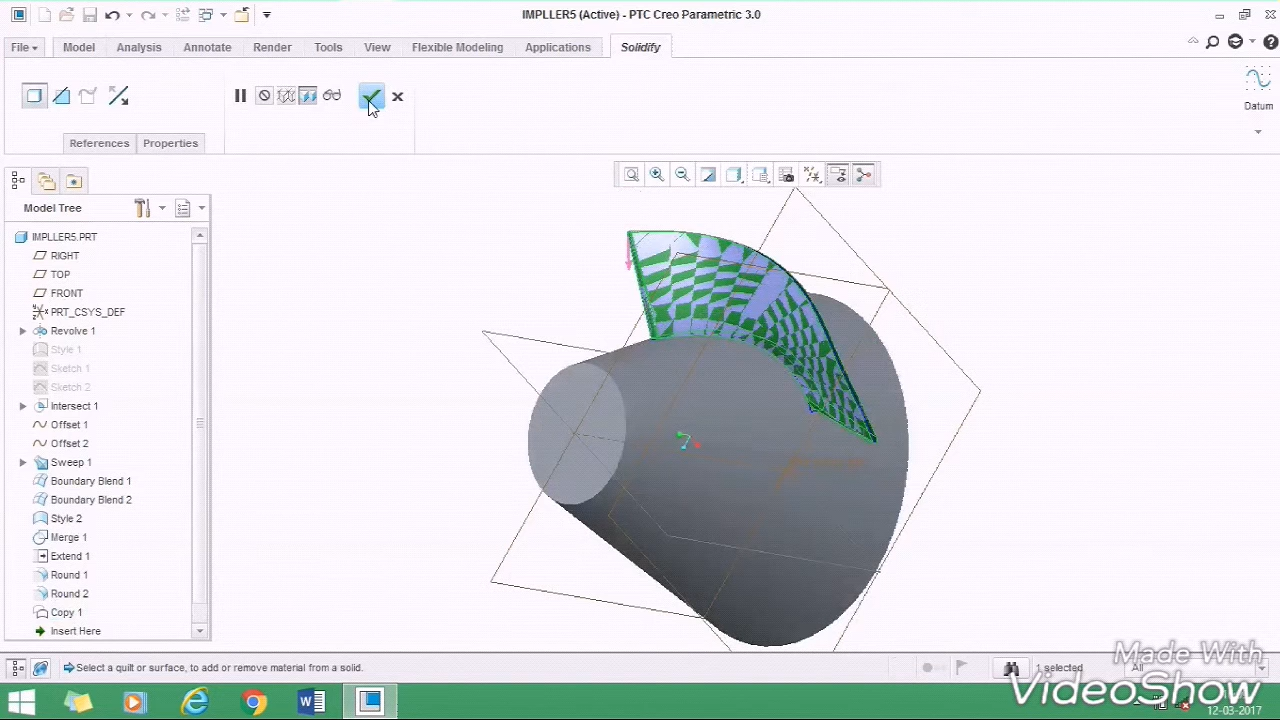 IMPLLER5 (Active) - PTC Creo Parametric 3.0
File Model Analysis Annotate Render Tools View Flexible Modeling Applications Solidify
Datum
References Properties
Model Tree
IMPLLER5.PRT
RIGHT
TOP
FRONT
PRT_CSYS_DEF
Revolve 1
Style 1
Sketch 1
Sketch 2
Intersect 1
Offset 1
Offset 2
Sweep 1
Boundary Blend 1
Boundary Blend 2
Style 2
Merge 1
Extend 1
Round 1
Round 2
Copy 1
Insert Here
Select a quilt or surface, to add or remove material from a solid.
1 selected
All
Made With
VideoShow
12-03-2017